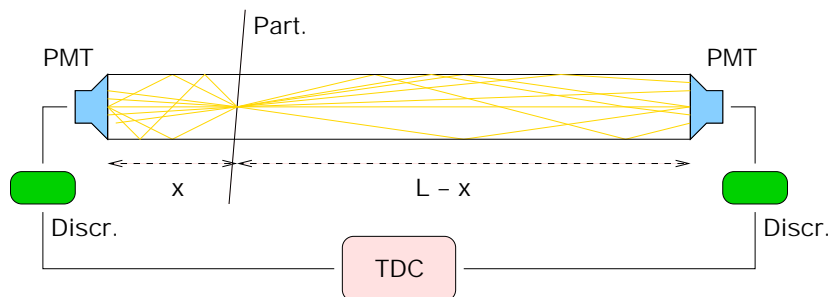 Part.
PMT
PMT
x
L – x
Discr.
Discr.
TDC